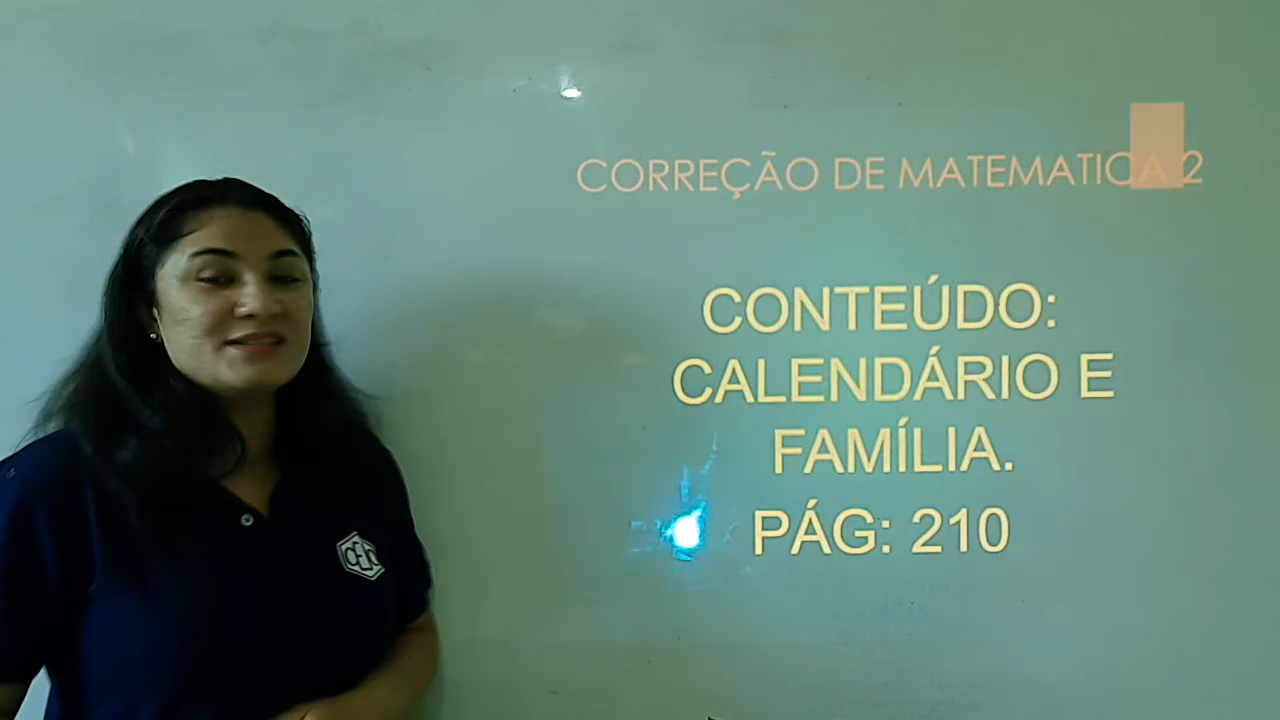 CORREÇÃO DE MATEMATICA 2
CONTEÚDO:
CALENDÁRIO E
FAMÍLIA.
PÁG: 210